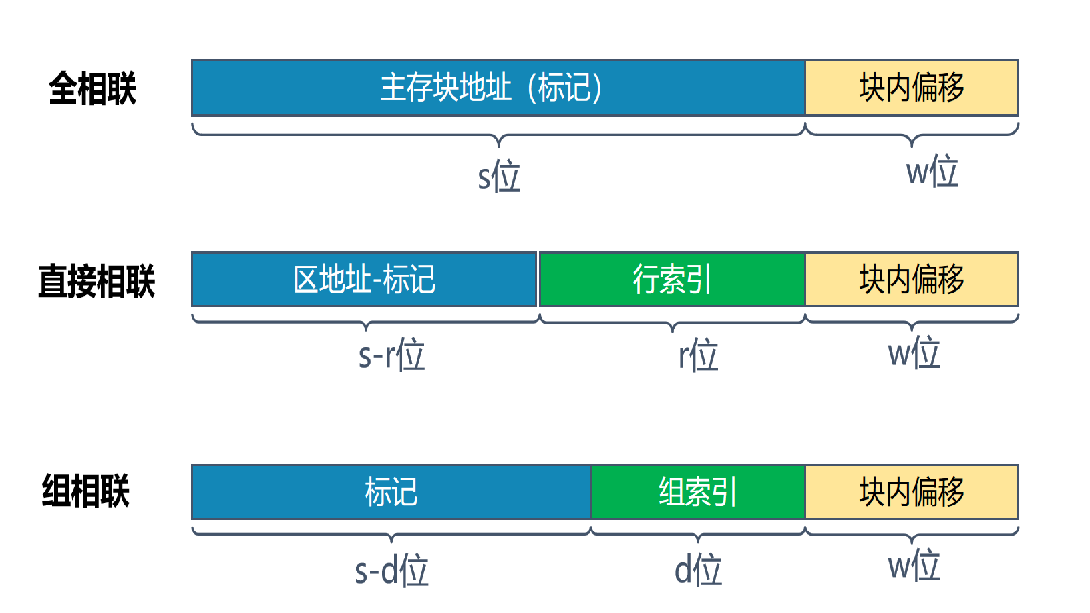 全相联
主存块地址（标记）
块内偏移
s位
w位
直接相联
区地址-标记
行索引
块内偏移
s-r位
r位
w位
组相联
标记
组索引
块内偏移
s-d位
d位
w位